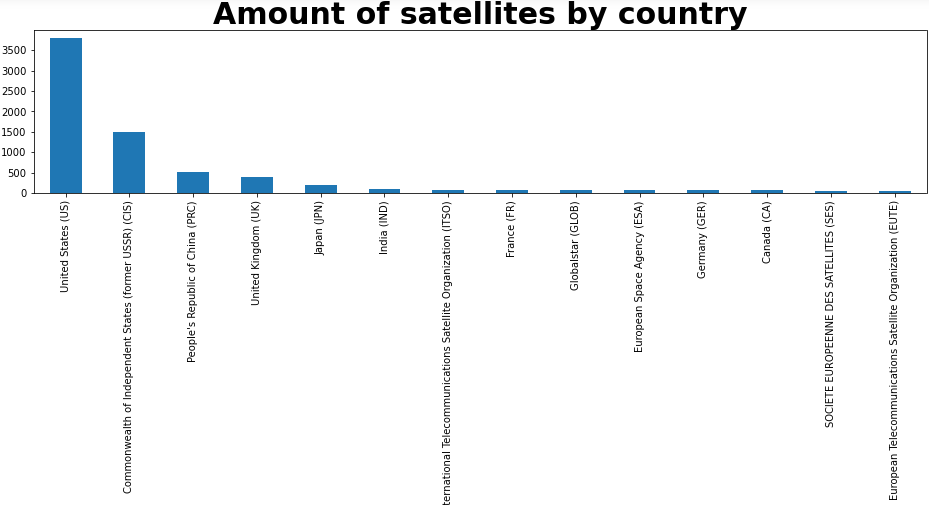 Amount of satellites by country
3500
3000
2500
2000
1500
1000
500
0
United States (US)
Commonwealth of Independent States (former USSR) (CIS)
People's Republic of China (PRC)
United Kingdom (UK)
Japan (JPN)
India (IND)
ternational Telecommunications Satellite Organization (ITSO)
France (FR)
Globalstar (GLOB)
European Space Agency (ESA)
Germany (GER)
Canada (CA)
SOCIETE EUROPEENNE DES SATELLITES (SES)
European Telecommunications Satellite Organization (EUTE)